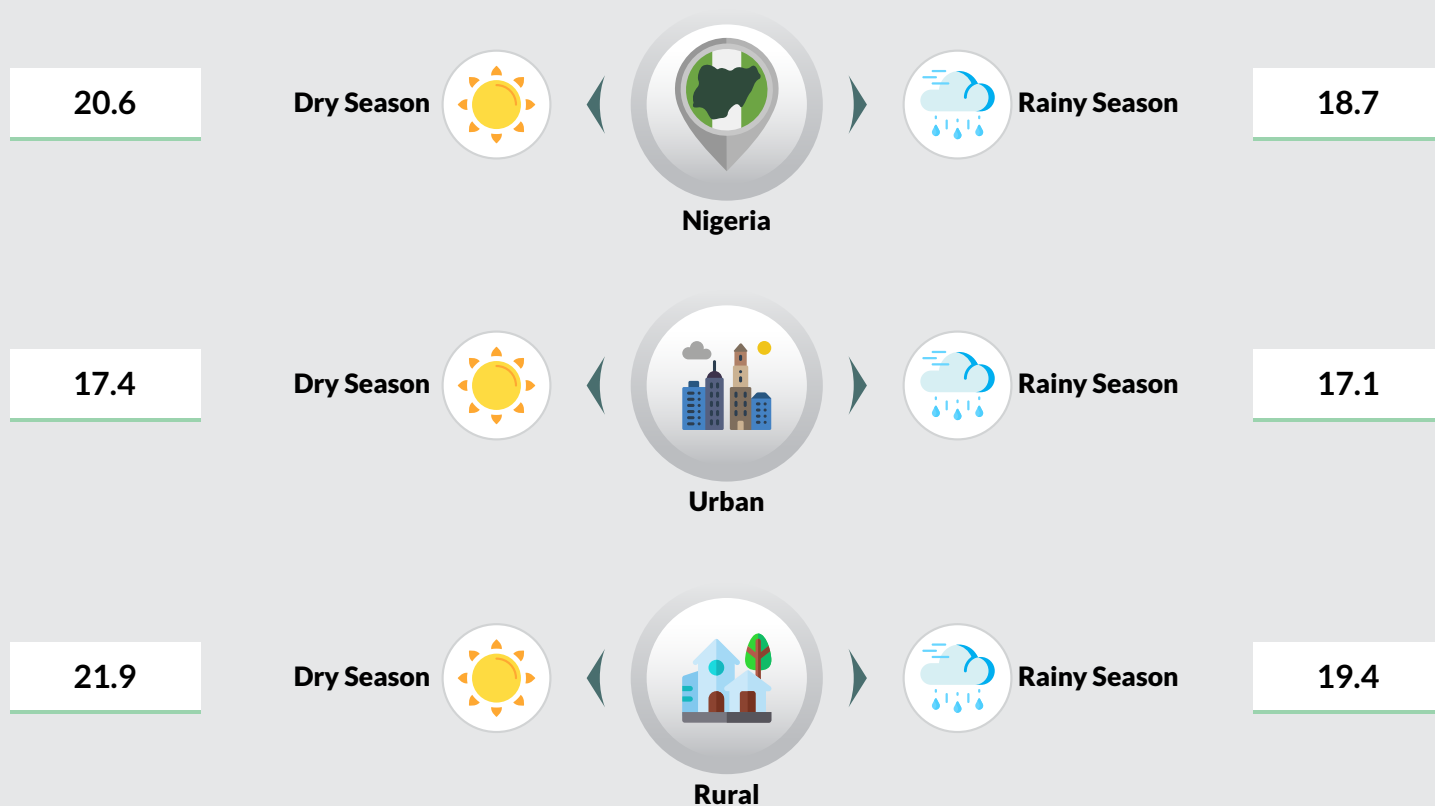 20.6 Dry Season Rainy Season 18.7
Nigeria
17.4 Dry Season Rainy Season 17.1
Urban
21.9 Dry Season Rainy Season 19.4
Rural